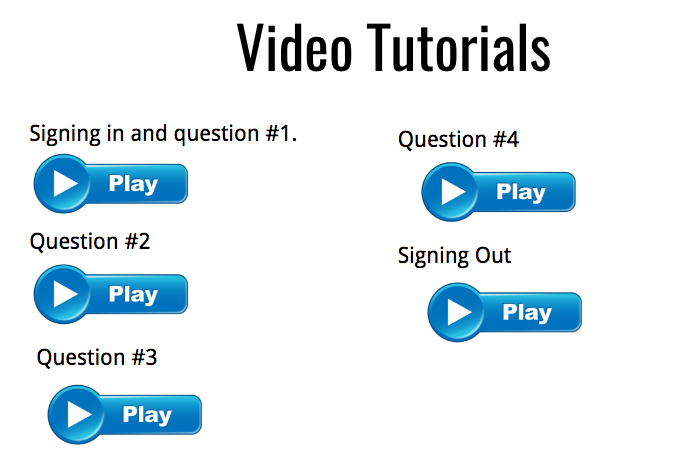 Video Tutorials
Signing in and question #1.
Play
Question #2
Play
Question #3
Play
Question #4
Play
Signing Out
Play